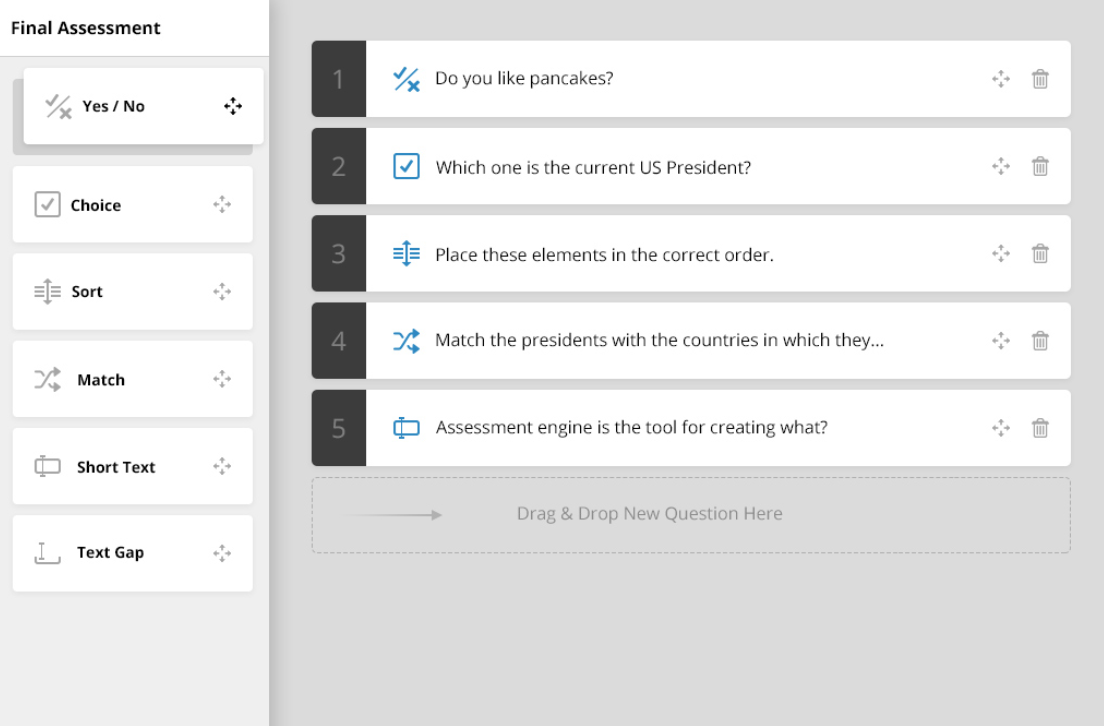 Final Assessment
Yes / No
Choice
Sort
Match
Short Text
Text Gap
1 Do you like pancakes?
2 Which one is the current US President?
3 Place these elements in the correct order.
4 Match the presidents with the countries in which they...
5 Assessment engine is the tool for creating what?
Drag & Drop New Question Here